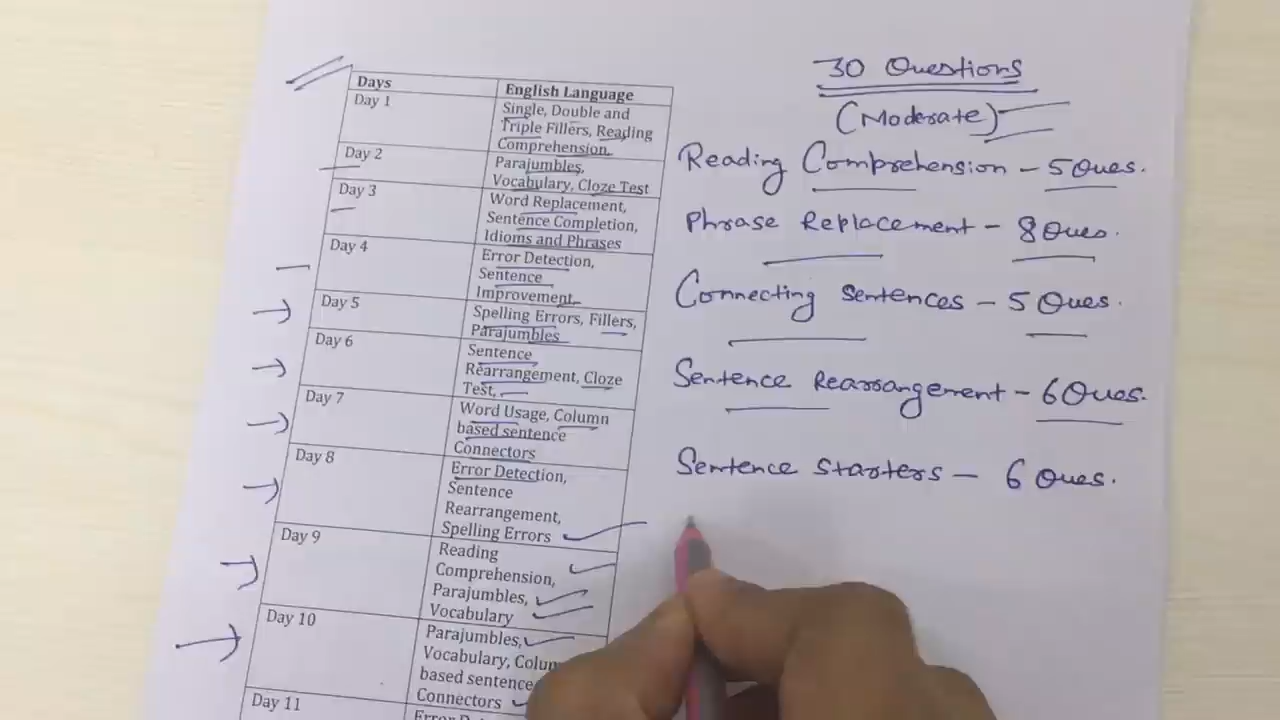 Days
English Language
Day 1
Single, Double and
Triple Fillers, Reading
Comprehension,
Day 2
Parajumbles,
Vocabulary, Cloze Test
Day 3
Word Replacement,
Sentence Completion,
Idioms and Phrases
Day 4
Error Detection,
Sentence
Improvement,
Day 5
Spelling Errors, Fillers,
Parajumbles
Day 6
Sentence
Rearrangement, Cloze
Test,
Day 7
Word Usage, Column
based sentence
Connectors
Day 8
Error Detection,
Sentence
Rearrangement,
Spelling Errors
Day 9
Reading
Comprehension,
Parajumbles,
Vocabulary
Day 10
Parajumbles,
Vocabulary,
based sentence
Connectors
Day 11
Error
30 Questions
(Moderate)
Reading Comprehension - 5 Ques.
Phrase Replacement - 8 Ques.
Connecting Sentences - 5 Ques.
Sentence Rearrangement - 6 Ques.
Sentence Starters - 6 Ques.